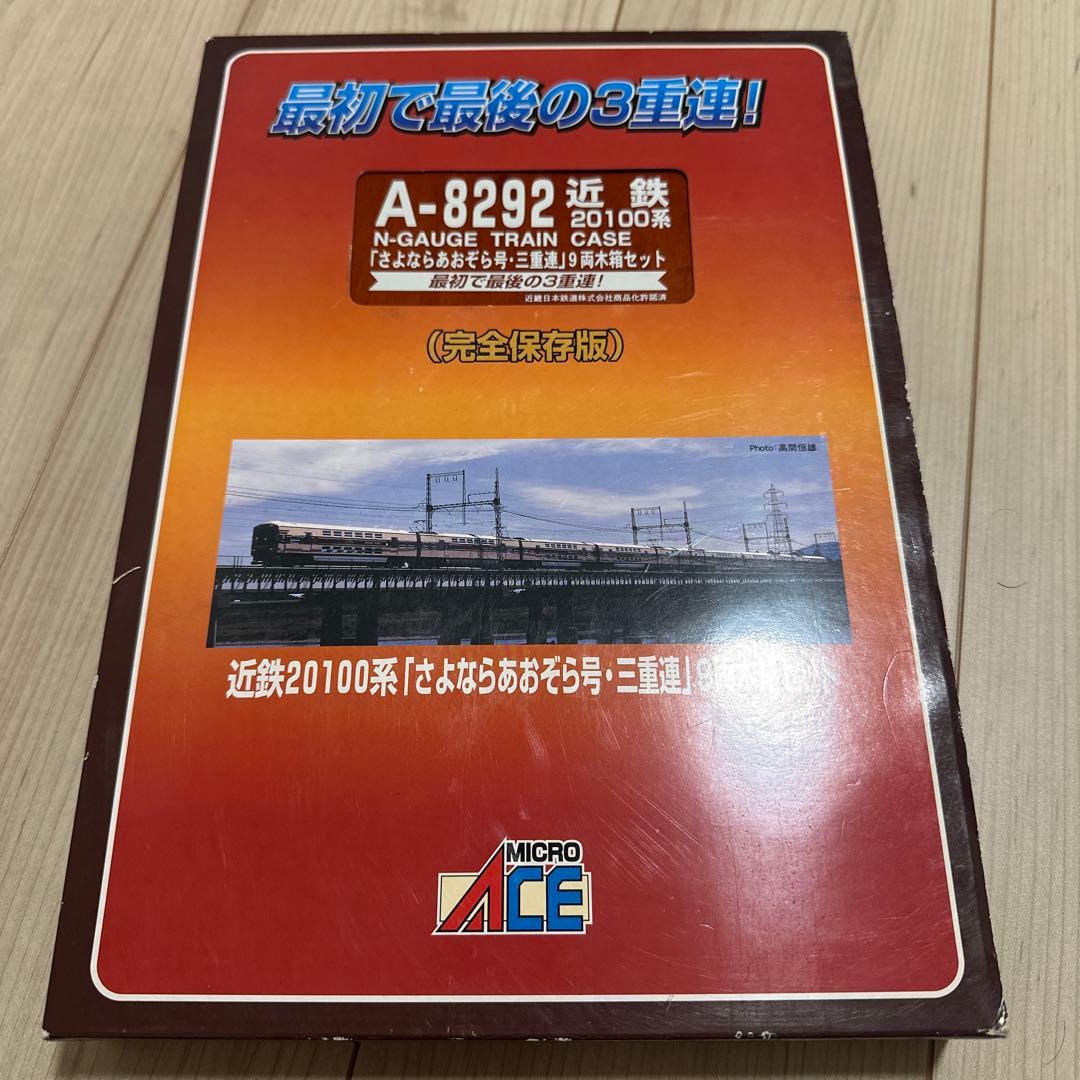 最初で最後の3重連!
A-8292 近鉄 20100系
N-GAUGE TRAIN CASE
「さよならあおぞら号・三重連」9両木箱セット
最初で最後の3重連!
近畿日本鉄道株式会社商品化許諾済
(完全保存版)
Photo:高間恒雄
近鉄20100系「さよならあおぞら号・三重連」9両
MICRO
ACE